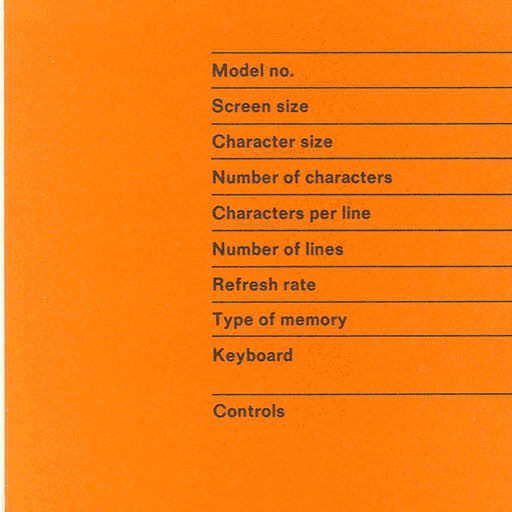 Model no.
Screen size
Character size
Number of characters
Characters per line
Number of lines
Refresh rate
Type of memory
Keyboard
Controls